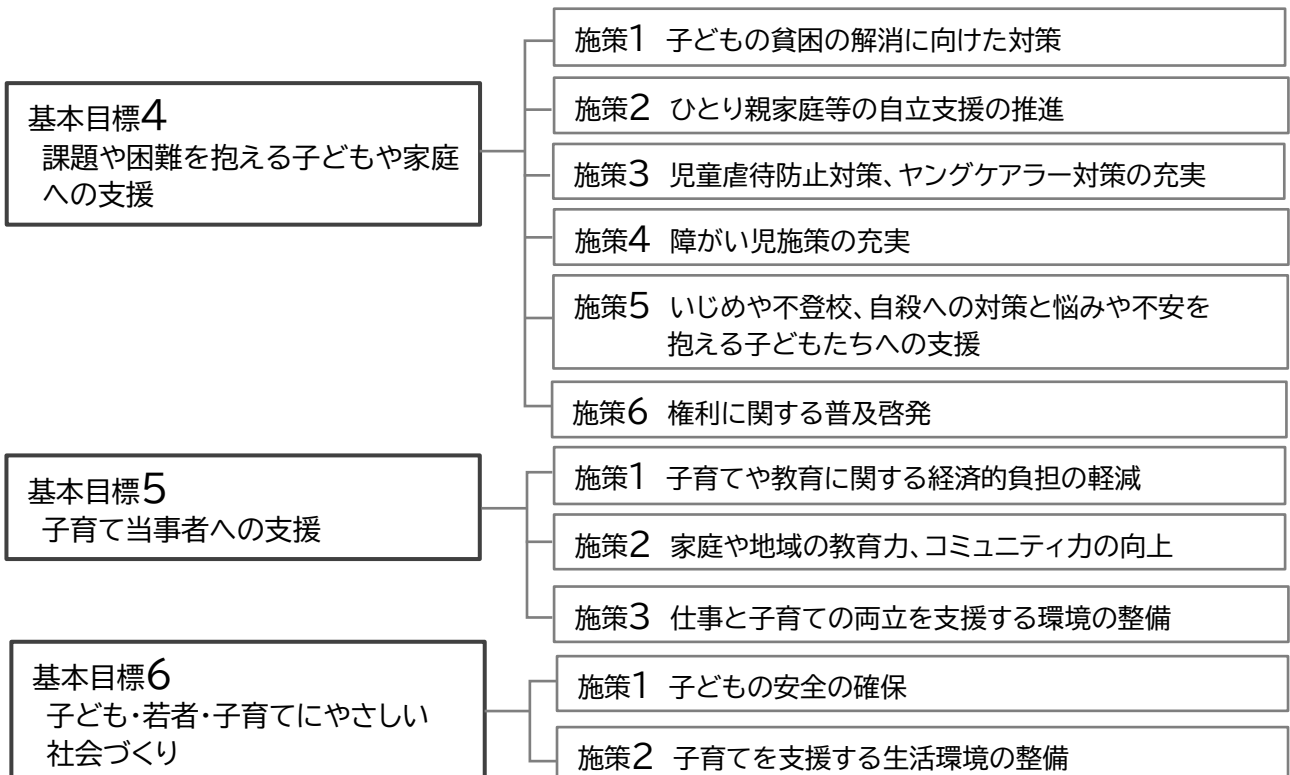 基本目標4
課題や困難を抱える子どもや家庭
への支援
施策1 子どもの貧困の解消に向けた対策
施策2 ひとり親家庭等の自立支援の推進
施策3 児童虐待防止対策、ヤングケアラー対策の充実
施策4 障がい児施策の充実
施策5 いじめや不登校、自殺への対策と悩みや不安を
抱える子どもたちへの支援
施策6 権利に関する普及啓発
基本目標5
子育て当事者への支援
施策1 子育てや教育に関する経済的負担の軽減
施策2 家庭や地域の教育力、コミュニティ力の向上
施策3 仕事と子育ての両立を支援する環境の整備
基本目標6
子ども・若者・子育てにやさしい
社会づくり
施策1 子どもの安全の確保
施策2 子育てを支援する生活環境の整備